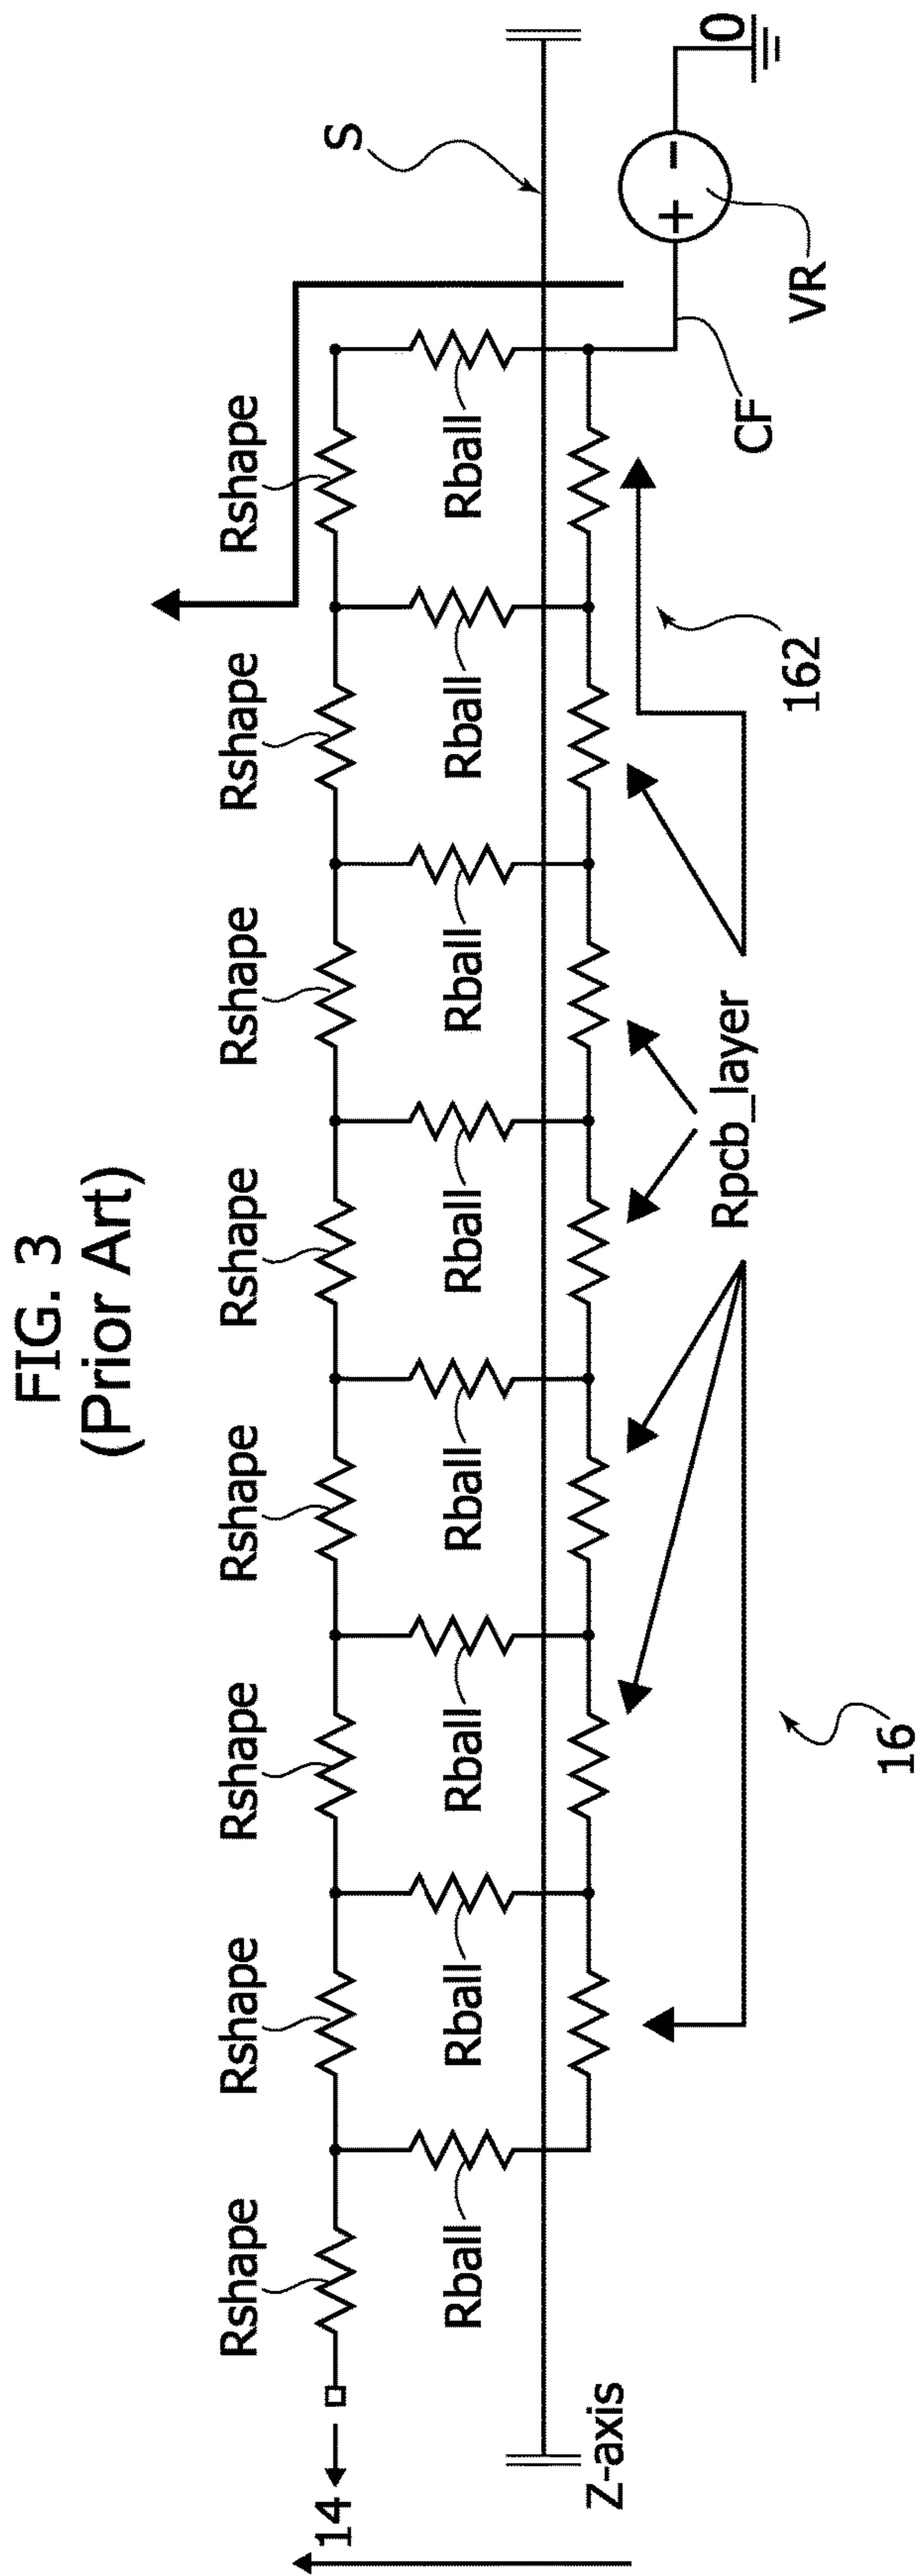 FIG. 3
(Prior Art)
Rshape
Rshape
Rshape
Rshape
Rshape
Rshape
Rshape
Rshape
S
14
Rball
Rball
Rball
Rball
Rball
Rball
Rball
Rball
Z-axis
+
-
0
Rpcb_layer
162
CF
VR
16